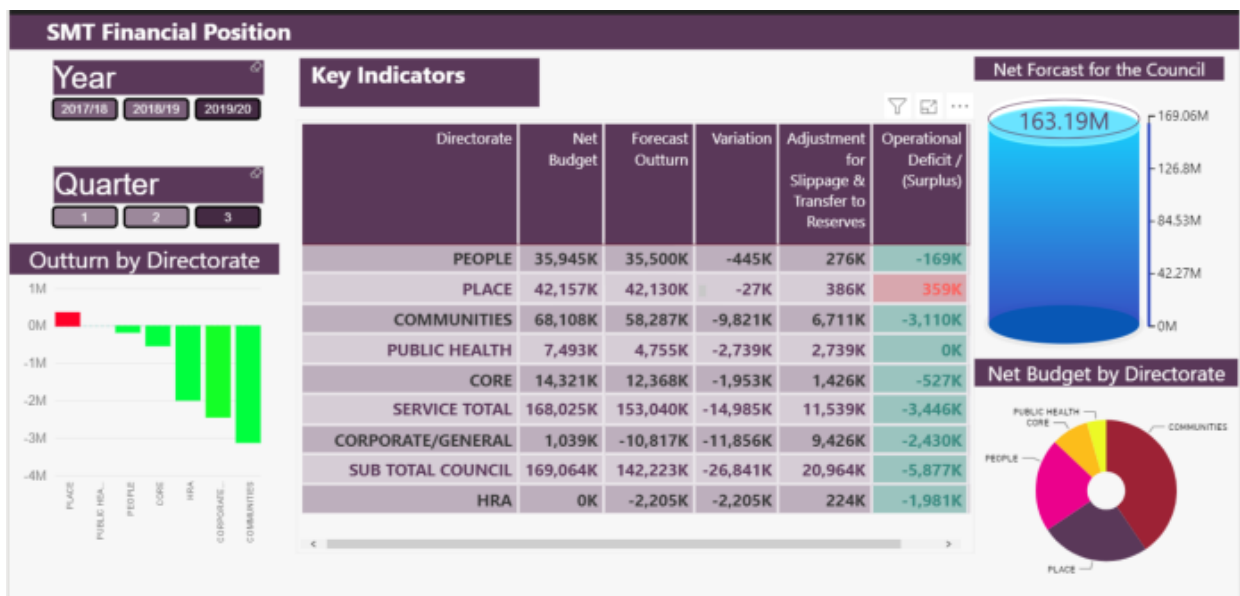 SMT Financial Position
Year
2017/18 2018/19 2019/20
Quarter
1 2 3
Outturn by Directorate
1M
0M
-1M
-2M
-3M
-4M
PLACE
PUBLIC HEA...
PEOPLE
CORE
HRA
CORPORATE...
COMMUNITIES
Key Indicators
Directorate Net Budget Forecast Outturn Variation Adjustment for Slippage & Transfer to Reserves Operational Deficit / (Surplus)
PEOPLE 35,945K 35,500K -445K 276K -169K
PLACE 42,157K 42,130K -27K 386K 359K
COMMUNITIES 68,108K 58,287K -9,821K 6,711K -3,110K
PUBLIC HEALTH 7,493K 4,755K -2,739K 2,739K 0K
CORE 14,321K 12,368K -1,953K 1,426K -527K
SERVICE TOTAL 168,025K 153,040K -14,985K 11,539K -3,446K
CORPORATE/GENERAL 1,039K -10,817K -11,856K 9,426K -2,430K
SUB TOTAL COUNCIL 169,064K 142,223K -26,841K 20,964K -5,877K
HRA 0K -2,205K -2,205K 224K -1,981K
Net Forcast for the Council
163.19M
169.06M
126.8M
84.53M
42.27M
0M
Net Budget by Directorate
PUBLIC HEALTH
CORE
COMMUNITIES
PEOPLE
PLACE